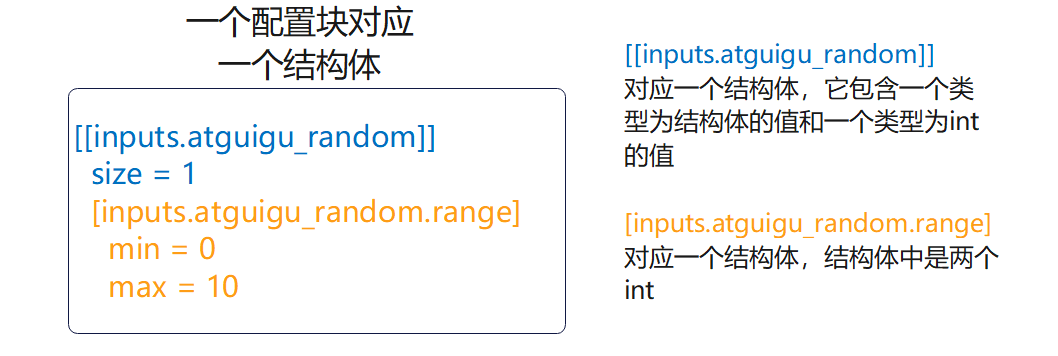 一个配置块对应
一个结构体
[[inputs.atguigu_random]]
size = 1
[inputs.atguigu_random.range]
min = 0
max = 10
[[inputs.atguigu_random]]
对应一个结构体，它包含一个类
型为结构体的值和一个类型为int
的值
[inputs.atguigu_random.range]
对应一个结构体，结构体中是两个
int